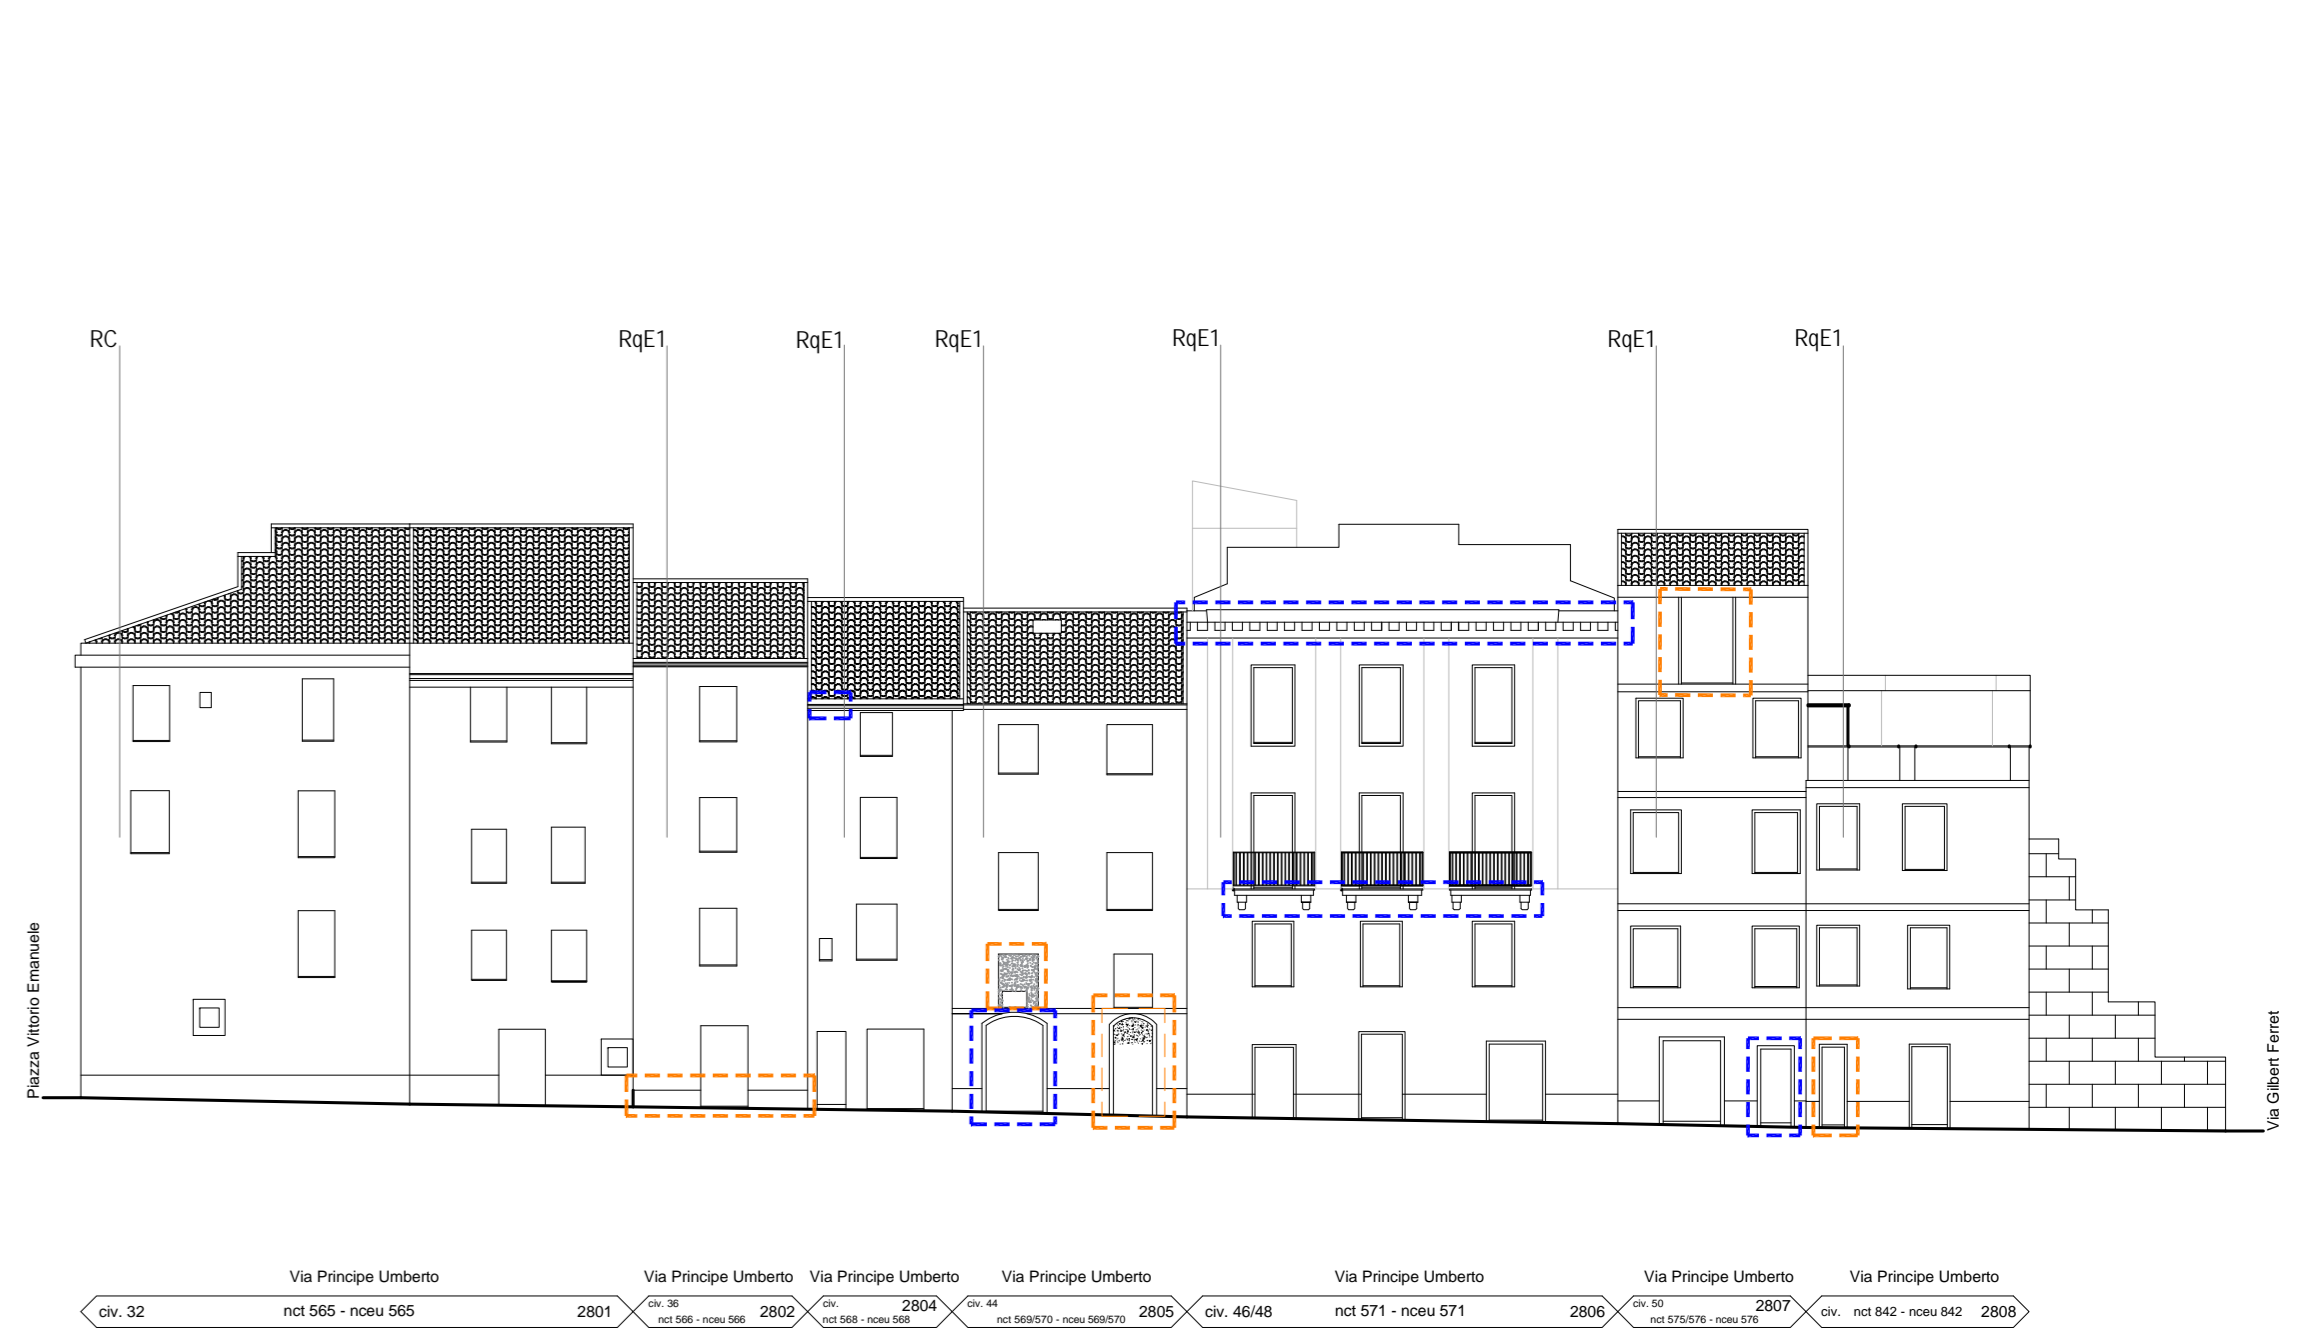 RC
RqE1
RqE1
RqE1
RqE1
RqE1
RqE1
Piazza Vittorio Emanuele
Via Gilbert Ferret
Via Principe Umberto
civ. 32 nct 565 - nceu 565 2801
Via Principe Umberto
civ. 36
nct 566 - nceu 566 2802
Via Principe Umberto
civ. 2804
nct 568 - nceu 568
Via Principe Umberto
civ. 44
nct 569/570 - nceu 569/570 2805
Via Principe Umberto
civ. 46/48 nct 571 - nceu 571 2806
Via Principe Umberto
civ. 50 2807
nct 575/576 - nceu 576
Via Principe Umberto
civ. nct 842 - nceu 842 2808